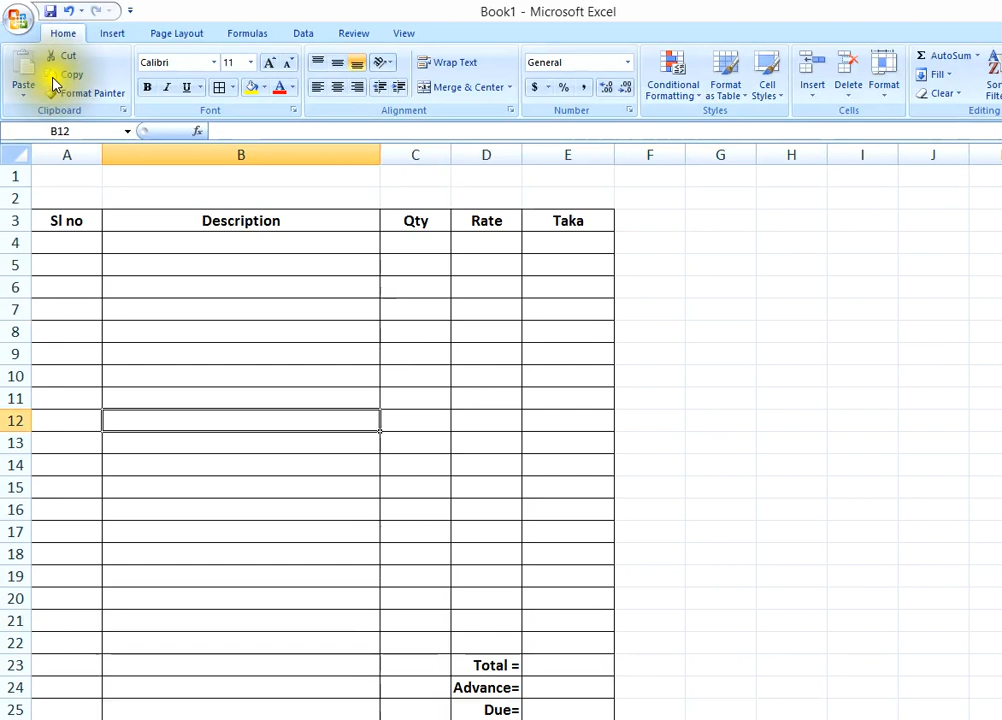 Book1 - Microsoft Excel
Home Insert Page Layout Formulas Data Review View
Paste Cut Copy Format Painter Clipboard
Calibri 11 A A B I U A Font
Wrap Text Merge & Center Alignment
General $ % , .00 .0 Number
Conditional Formatting Format as Table Cell Styles Styles
Insert Delete Format Cells
Σ AutoSum Fill Clear Editing
B12 fx
A B C D E F G H I J
1
2
3 Sl no Description Qty Rate Taka
4
5
6
7
8
9
10
11
12
13
14
15
16
17
18
19
20
21
22
23 Total =
24 Advance=
25 Due=